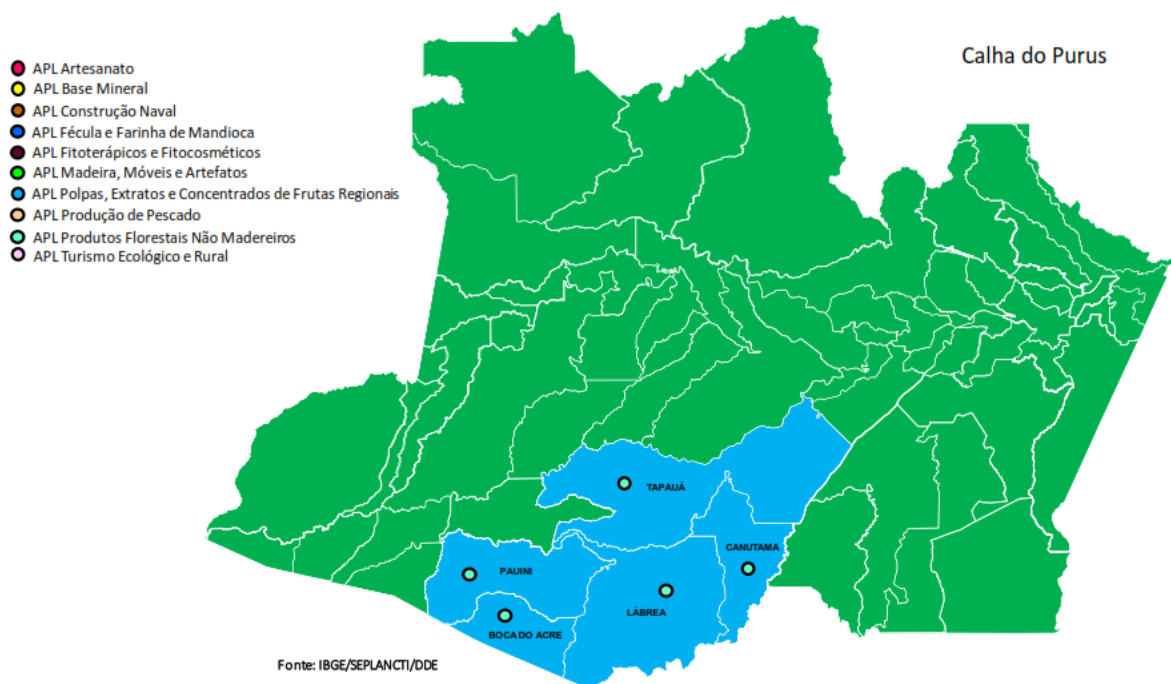 Calha do Purus
APL Artesanato
APL Base Mineral
APL Construção Naval
APL Fécula e Farinha de Mandioca
APL Fitoterápicos e Fitocosméticos
APL Madeira, Móveis e Artefatos
APL Polpas, Extratos e Concentrados de Frutas Regionais
APL Produção de Pescado
APL Produtos Florestais Não Madereiros
APL Turismo Ecológico e Rural
TAPAUÁ
CANUTAMA
PAUINI
LÁBREA
BOCA DO ACRE
Fonte: IBGE/SEPLANCTI/DDE